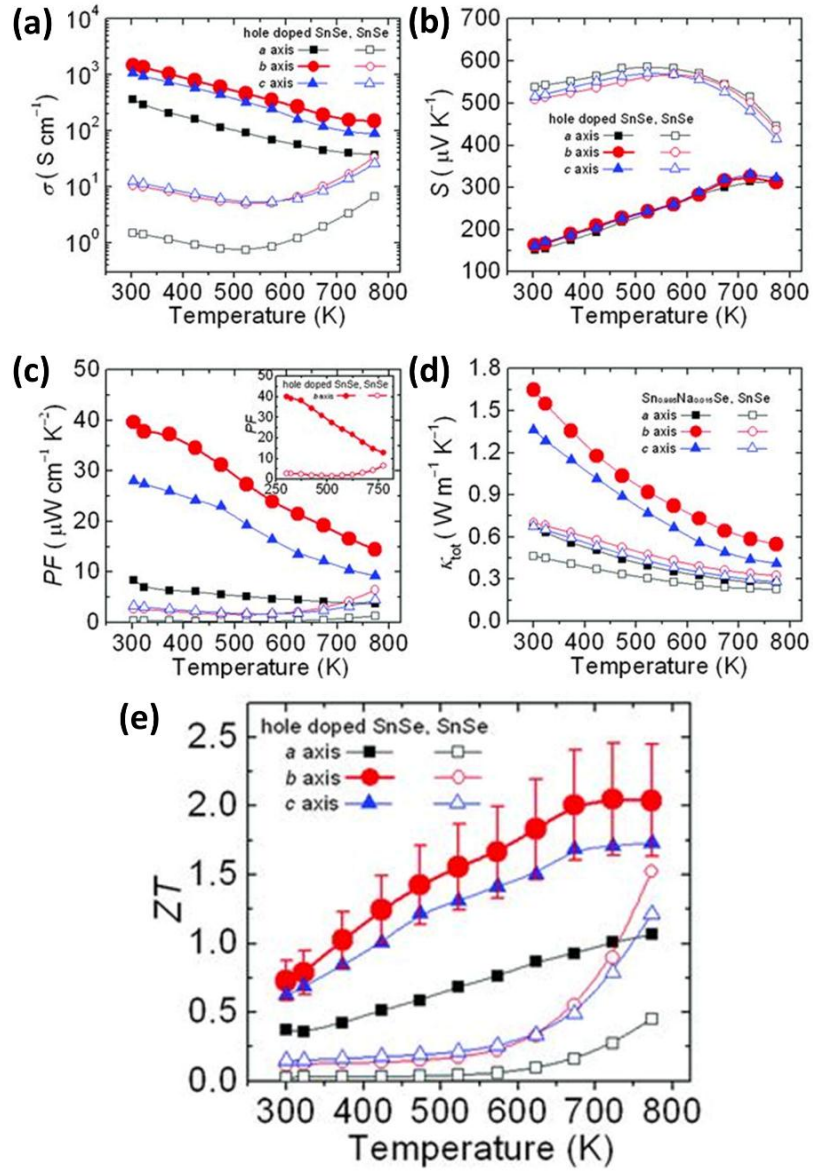 (a)
hole doped SnSe, SnSe
a axis
b axis
c axis
σ ( S cm⁻¹)
10⁴
10³
10²
10¹
10⁰
300 400 500 600 700 800
Temperature (K)
(b)
S ( μV K⁻¹)
700
600
500
400
300
200
100
hole doped SnSe, SnSe
a axis
b axis
c axis
300 400 500 600 700 800
Temperature (K)
(c)
PF ( μW cm⁻¹ K⁻²)
50
40
30
20
10
0
hole doped SnSe, SnSe
b axis
PF
50
40
30
20
10
0
250 500 750
300 400 500 600 700 800
Temperature (K)
(d)
κtot ( W m⁻¹ K⁻¹)
1.8
1.5
1.2
0.9
0.6
0.3
0.0
Sn₀.₉₈₅Na₀.₀₁₅Se, SnSe
a axis
b axis
c axis
300 400 500 600 700 800
Temperature (K)
(e)
hole doped SnSe, SnSe
a axis
b axis
c axis
ZT
2.5
2.0
1.5
1.0
0.5
0.0
300 400 500 600 700 800
Temperature (K)